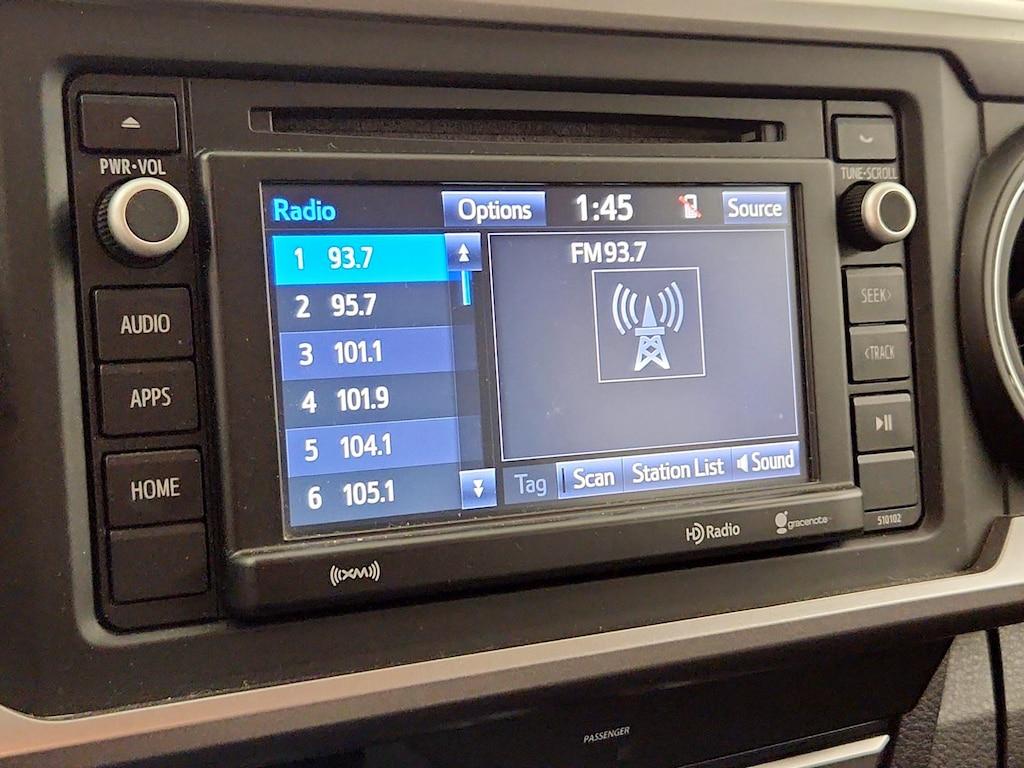 PWR•VOL
TUNE•SCROLL
Radio
Options
1:45
Source
1 93.7
2 95.7
3 101.1
4 101.9
5 104.1
6 105.1
FM93.7
Tag
Scan
Station List
Sound
AUDIO
APPS
HOME
SEEK>
<TRACK
510102
HD Radio
gracenote
((XM))
PASSENGER